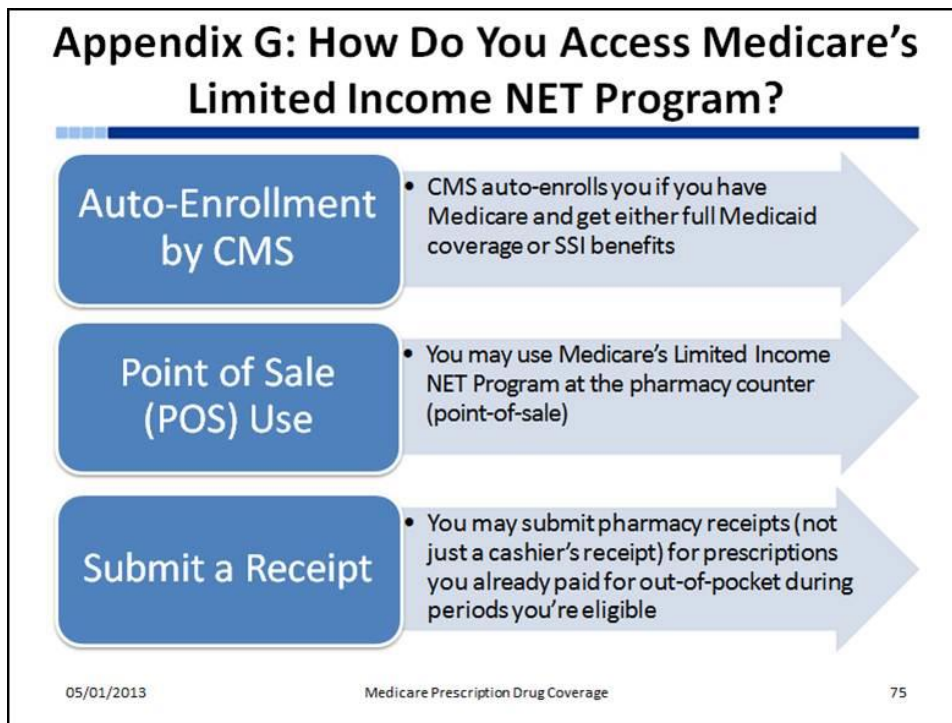 Appendix G: How Do You Access Medicare's
Limited Income NET Program?
Auto-Enrollment
by CMS
• CMS auto-enrolls you if you have
Medicare and get either full Medicaid
coverage or SSI benefits
Point of Sale
(POS) Use
• You may use Medicare's Limited Income
NET Program at the pharmacy counter
(point-of-sale)
Submit a Receipt
• You may submit pharmacy receipts (not
just a cashier's receipt) for prescriptions
you already paid for out-of-pocket during
periods you're eligible
05/01/2013
Medicare Prescription Drug Coverage
75